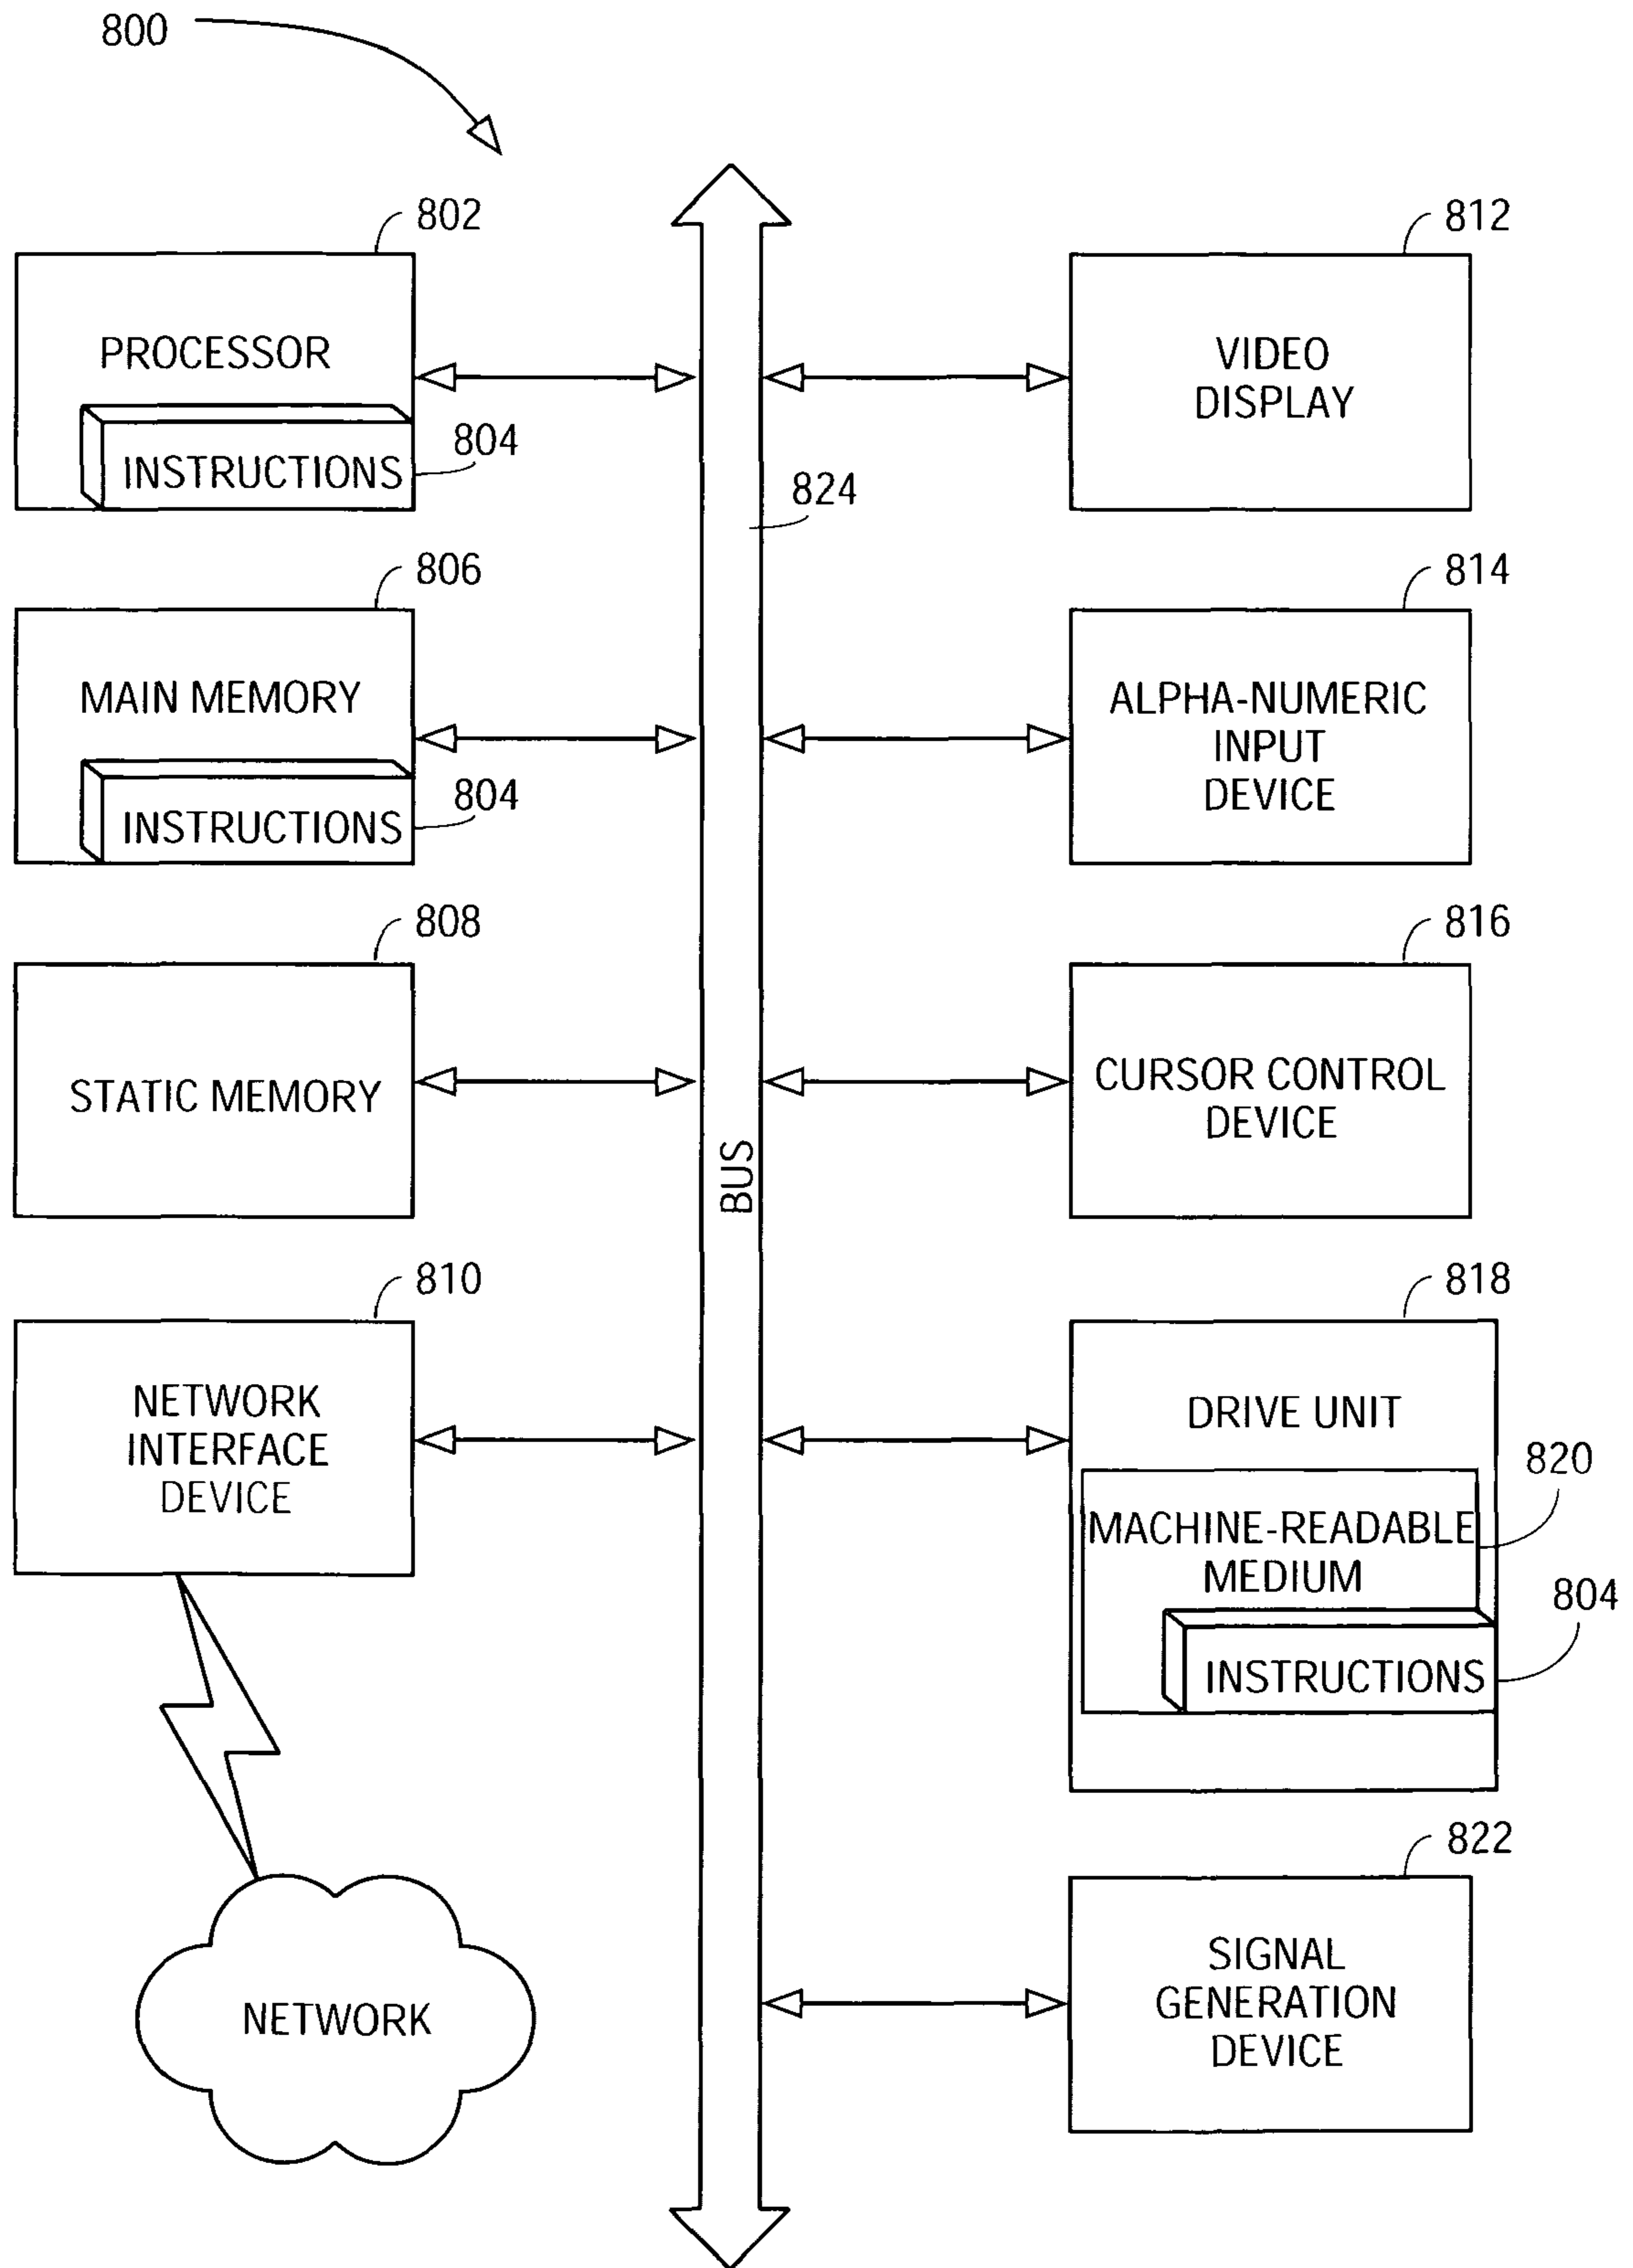 800
802
PROCESSOR
804
INSTRUCTIONS
806
MAIN MEMORY
804
INSTRUCTIONS
808
STATIC MEMORY
810
NETWORK
INTERFACE
DEVICE
NETWORK
824
BUS
812
VIDEO
DISPLAY
814
ALPHA-NUMERIC
INPUT
DEVICE
816
CURSOR CONTROL
DEVICE
818
DRIVE UNIT
820
MACHINE-READABLE
MEDIUM
804
INSTRUCTIONS
822
SIGNAL
GENERATION
DEVICE